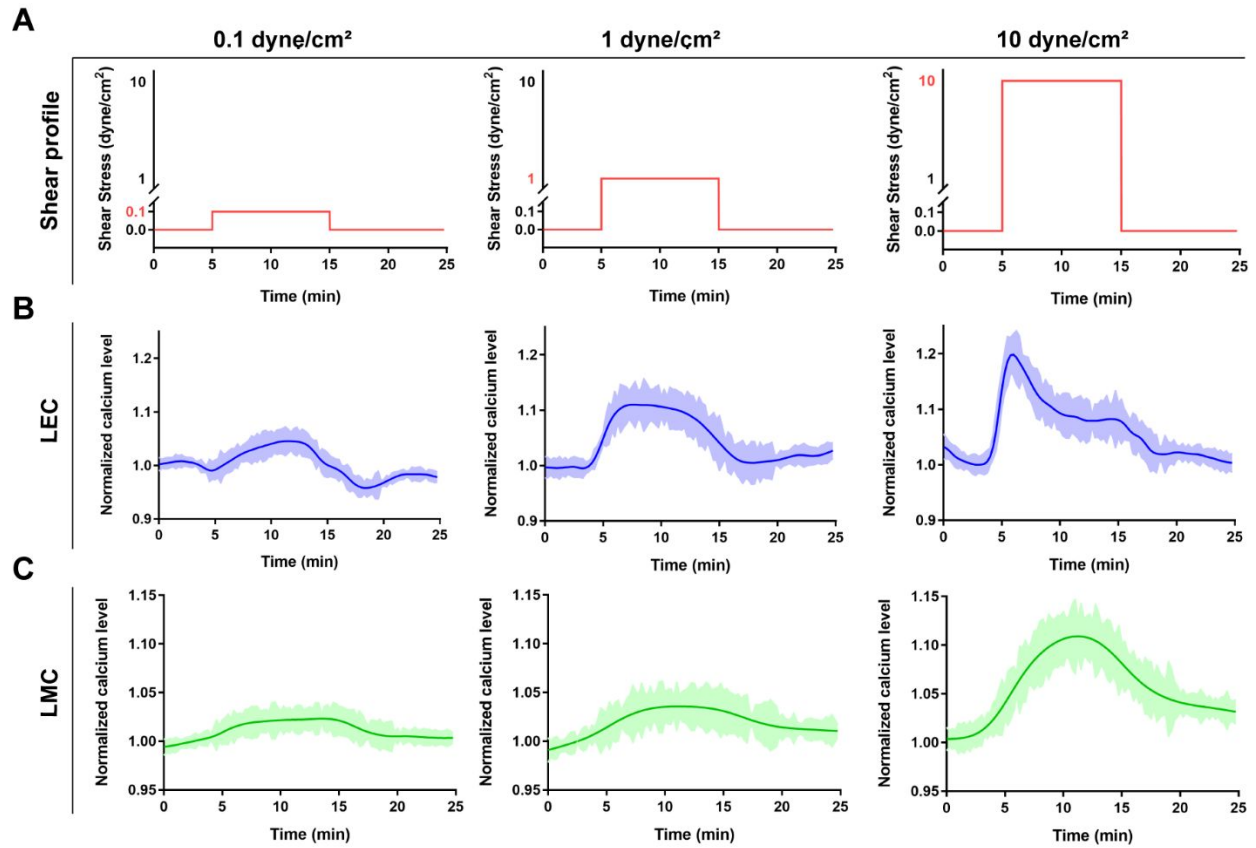 A
0.1 dyne/cm²
1 dyne/cm²
10 dyne/cm²
Shear profile
Shear Stress (dyne/cm²)
10
1
0.1
0.0
0 5 10 15 20 25
Time (min)
Shear Stress (dyne/cm²)
10
1
0.1
0.0
0 5 10 15 20 25
Time (min)
Shear Stress (dyne/cm²)
10
1
0.1
0.0
0 5 10 15 20 25
Time (min)
B
LEC
Normalized calcium level
1.2
1.1
1.0
0.9
0 5 10 15 20 25
Time (min)
Normalized calcium level
1.2
1.1
1.0
0.9
0 5 10 15 20 25
Time (min)
Normalized calcium level
1.2
1.1
1.0
0.9
0 5 10 15 20 25
Time (min)
C
LMC
Normalized calcium level
1.15
1.10
1.05
1.00
0.95
0 5 10 15 20 25
Time (min)
Normalized calcium level
1.15
1.10
1.05
1.00
0.95
0 5 10 15 20 25
Time (min)
Normalized calcium level
1.15
1.10
1.05
1.00
0.95
0 5 10 15 20 25
Time (min)